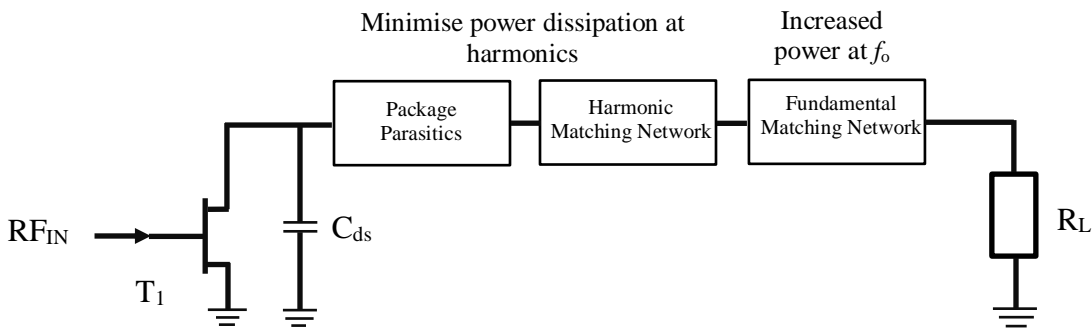 Minimise power dissipation at
harmonics
Increased
power at fo
Package
Parasitics
Harmonic
Matching Network
Fundamental
Matching Network
RFIN
T1
Cds
RL